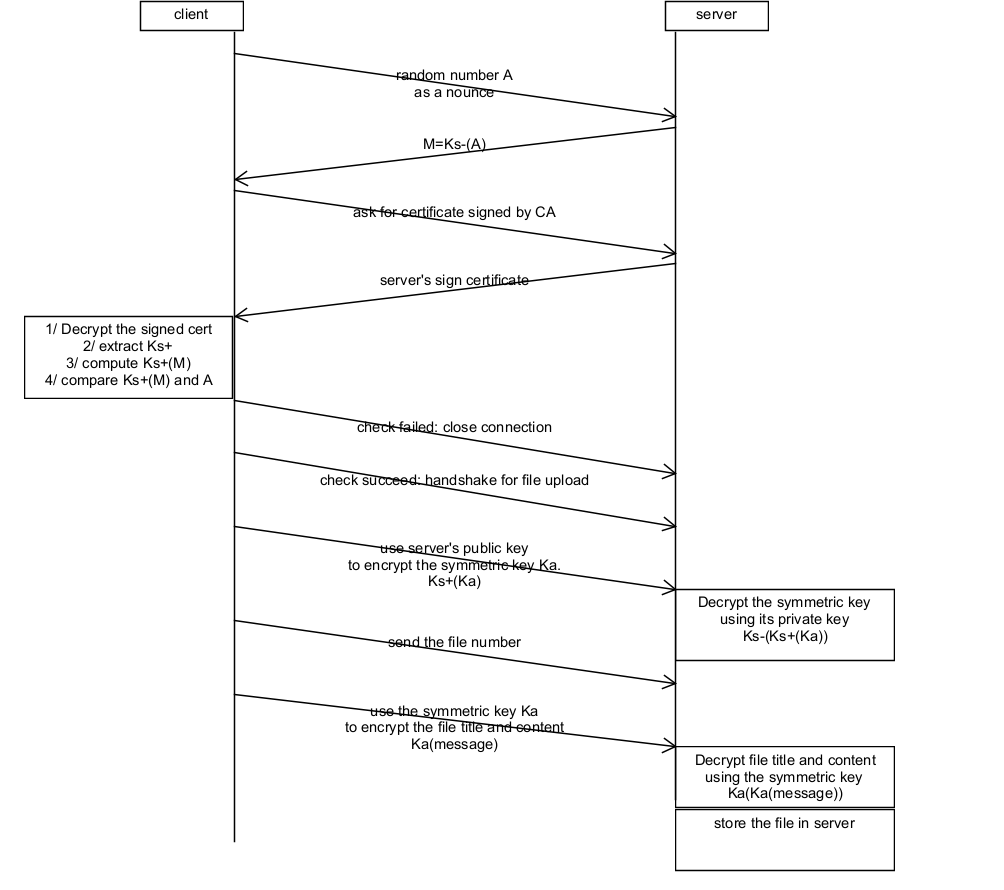 client
server
random number A
as a nounce
M=Ks-(A)
ask for certificate signed by CA
server's sign certificate
1/ Decrypt the signed cert
2/ extract Ks+
3/ compute Ks+(M)
4/ compare Ks+(M) and A
check failed: close connection
check succeed: handshake for file upload
use server's public key
to encrypt the symmetric key Ka.
Ks+(Ka)
Decrypt the symmetric key
using its private key
Ks-(Ks+(Ka))
send the file number
use the symmetric key Ka
to encrypt the file title and content
Ka(message)
Decrypt file title and content
using the symmetric key
Ka(Ka(message))
store the file in server